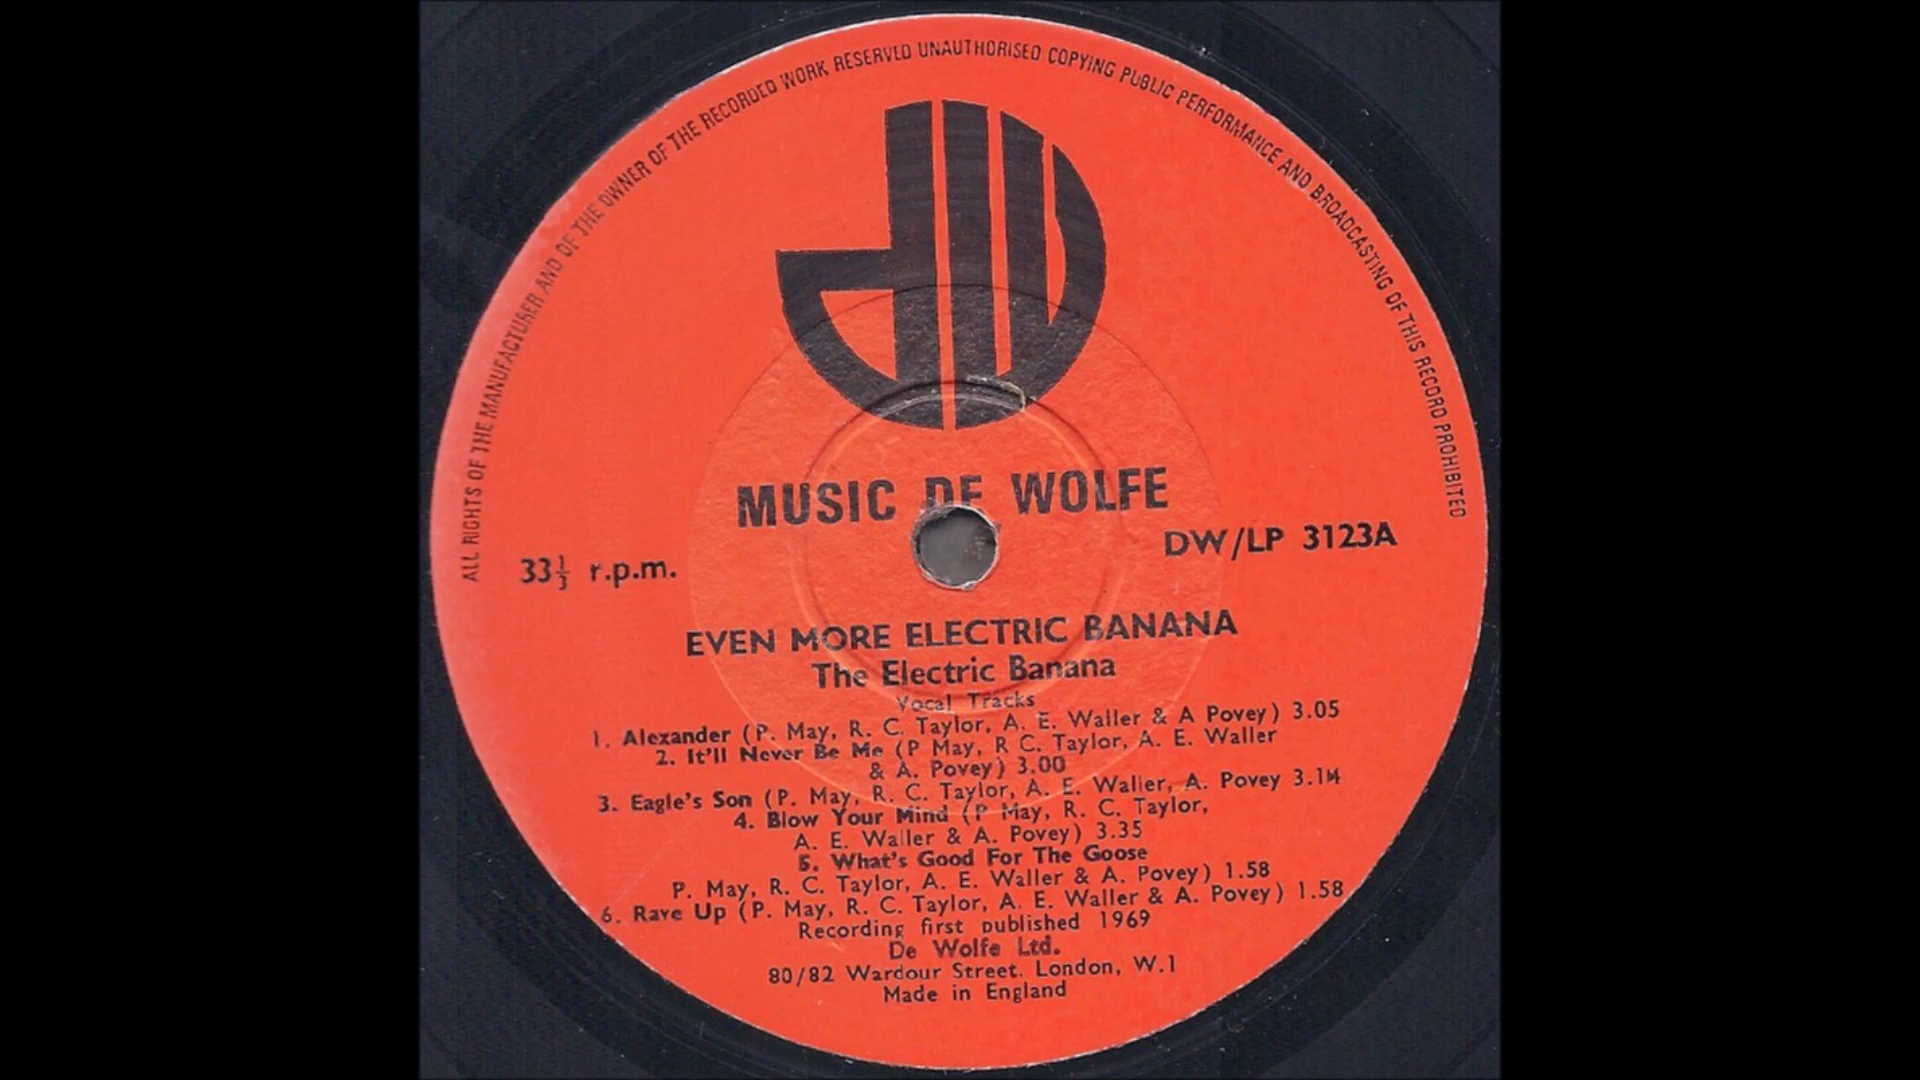 ALL RIGHTS OF THE MANUFACTURER AND OF THE OWNER OF THE RECORDED WORK RESERVED UNAUTHORISED COPYING PUBLIC PERFORMANCE AND BROADCASTING OF THIS RECORD PROHIBITED
MUSIC DE WOLFE
DW/LP 3123A
33⅓ r.p.m.
EVEN MORE ELECTRIC BANANA
The Electric Banana
Vocal Tracks
1. Alexander (P. May, R. C. Taylor, A. E. Waller & A Povey) 3.05
2. It'll Never Be Me (P May, R C. Taylor, A. E. Waller
& A. Povey) 3.00
3. Eagle's Son (P. May, R. C. Taylor, A. E. Waller, A. Povey 3.14
4. Blow Your Mind (P May, R. C. Taylor,
A. E. Waller & A. Povey) 3.35
5. What's Good For The Goose
P. May, R. C. Taylor, A. E. Waller & A. Povey) 1.58
6. Rave Up (P. May, R. C. Taylor, A. E. Waller & A. Povey) 1.58
Recording first published 1969
De Wolfe Ltd.
80/82 Wardour Street. London, W.1
Made in England